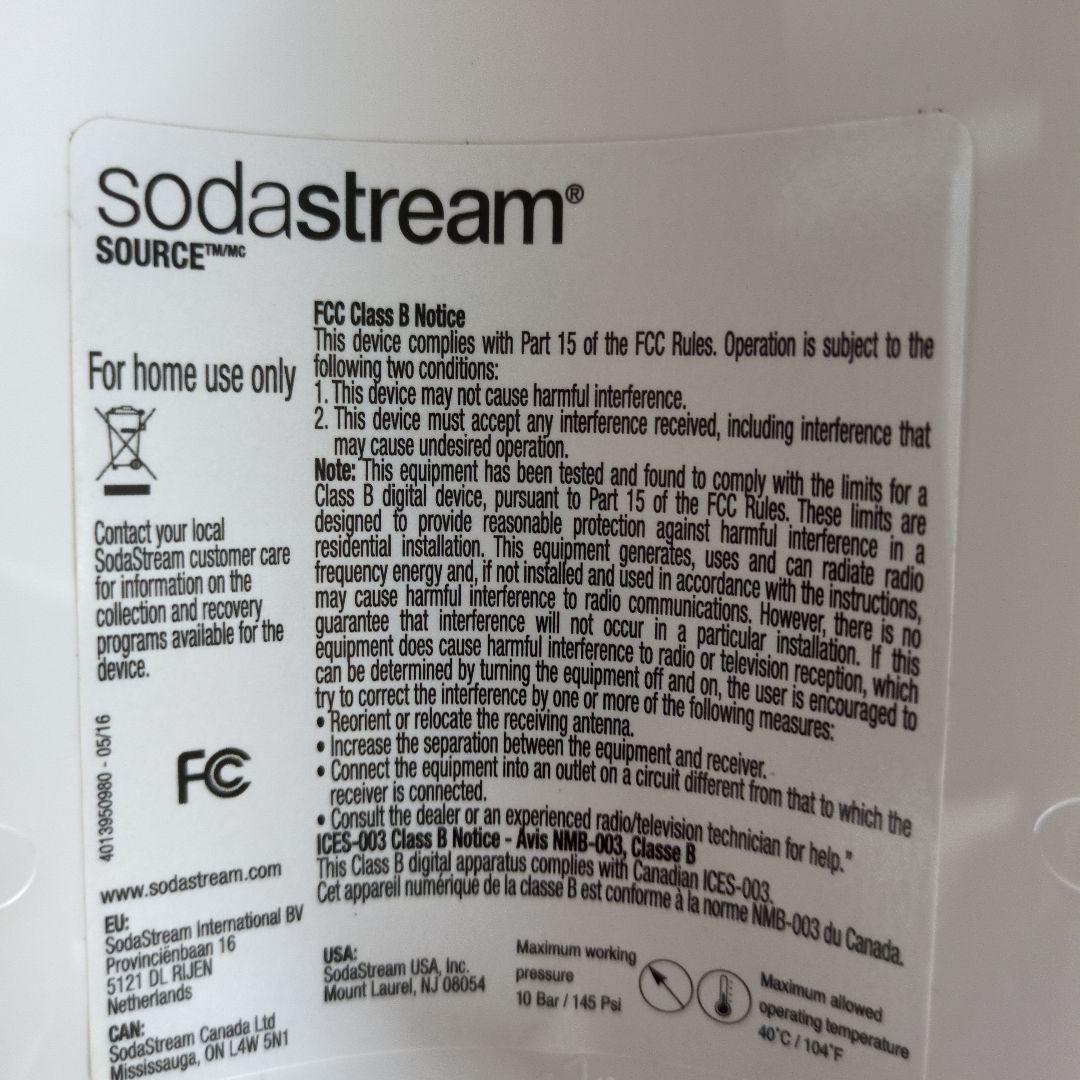 sodastream®
SOURCE™/MC
For home use only
Contact your local
SodaStream customer care
for information on the
collection and recovery
programs available for the
device.
4013950980 - 05/16
FC
www.sodastream.com
EU:
SodaStream International BV
Provinciënbaan 16
5121 DL RIJEN
Netherlands
CAN:
SodaStream Canada Ltd
Mississauga, ON L4W 5N1
FCC Class B Notice
This device complies with Part 15 of the FCC Rules. Operation is subject to the
following two conditions:
1. This device may not cause harmful interference.
2. This device must accept any interference received, including interference that
may cause undesired operation.
Note: This equipment has been tested and found to comply with the limits for a
Class B digital device, pursuant to Part 15 of the FCC Rules. These limits are
designed to provide reasonable protection against harmful interference in a
residential installation. This equipment generates, uses and can radiate radio
frequency energy and, if not installed and used in accordance with the instructions,
may cause harmful interference to radio communications. However, there is no
guarantee that interference will not occur in a particular installation. If this
equipment does cause harmful interference to radio or television reception, which
can be determined by turning the equipment off and on, the user is encouraged to
try to correct the interference by one or more of the following measures:
• Reorient or relocate the receiving antenna.
• Increase the separation between the equipment and receiver.
• Connect the equipment into an outlet on a circuit different from that to which the
receiver is connected.
• Consult the dealer or an experienced radio/television technician for help."
ICES-003 Class B Notice - Avis NMB-003, Classe B
This Class B digital apparatus complies with Canadian ICES-003.
Cet appareil numérique de la classe B est conforme à la norme NMB-003 du Canada.
USA:
SodaStream USA, Inc.
Mount Laurel, NJ 08054
Maximum working
pressure
10 Bar / 145 Psi
Maximum allowed
operating temperature
40°C / 104°F